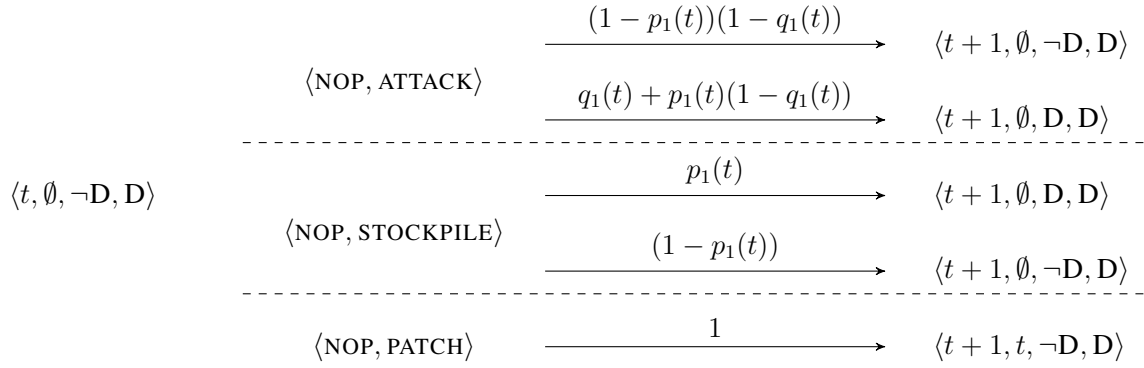 (1 − p₁(t))(1 − q₁(t))
⟨t + 1, ∅, ¬D, D⟩
⟨NOP, ATTACK⟩
q₁(t) + p₁(t)(1 − q₁(t))
⟨t + 1, ∅, D, D⟩
p₁(t)
⟨t, ∅, ¬D, D⟩
⟨t + 1, ∅, D, D⟩
⟨NOP, STOCKPILE⟩
(1 − p₁(t))
⟨t + 1, ∅, ¬D, D⟩
⟨NOP, PATCH⟩
1
⟨t + 1, t, ¬D, D⟩